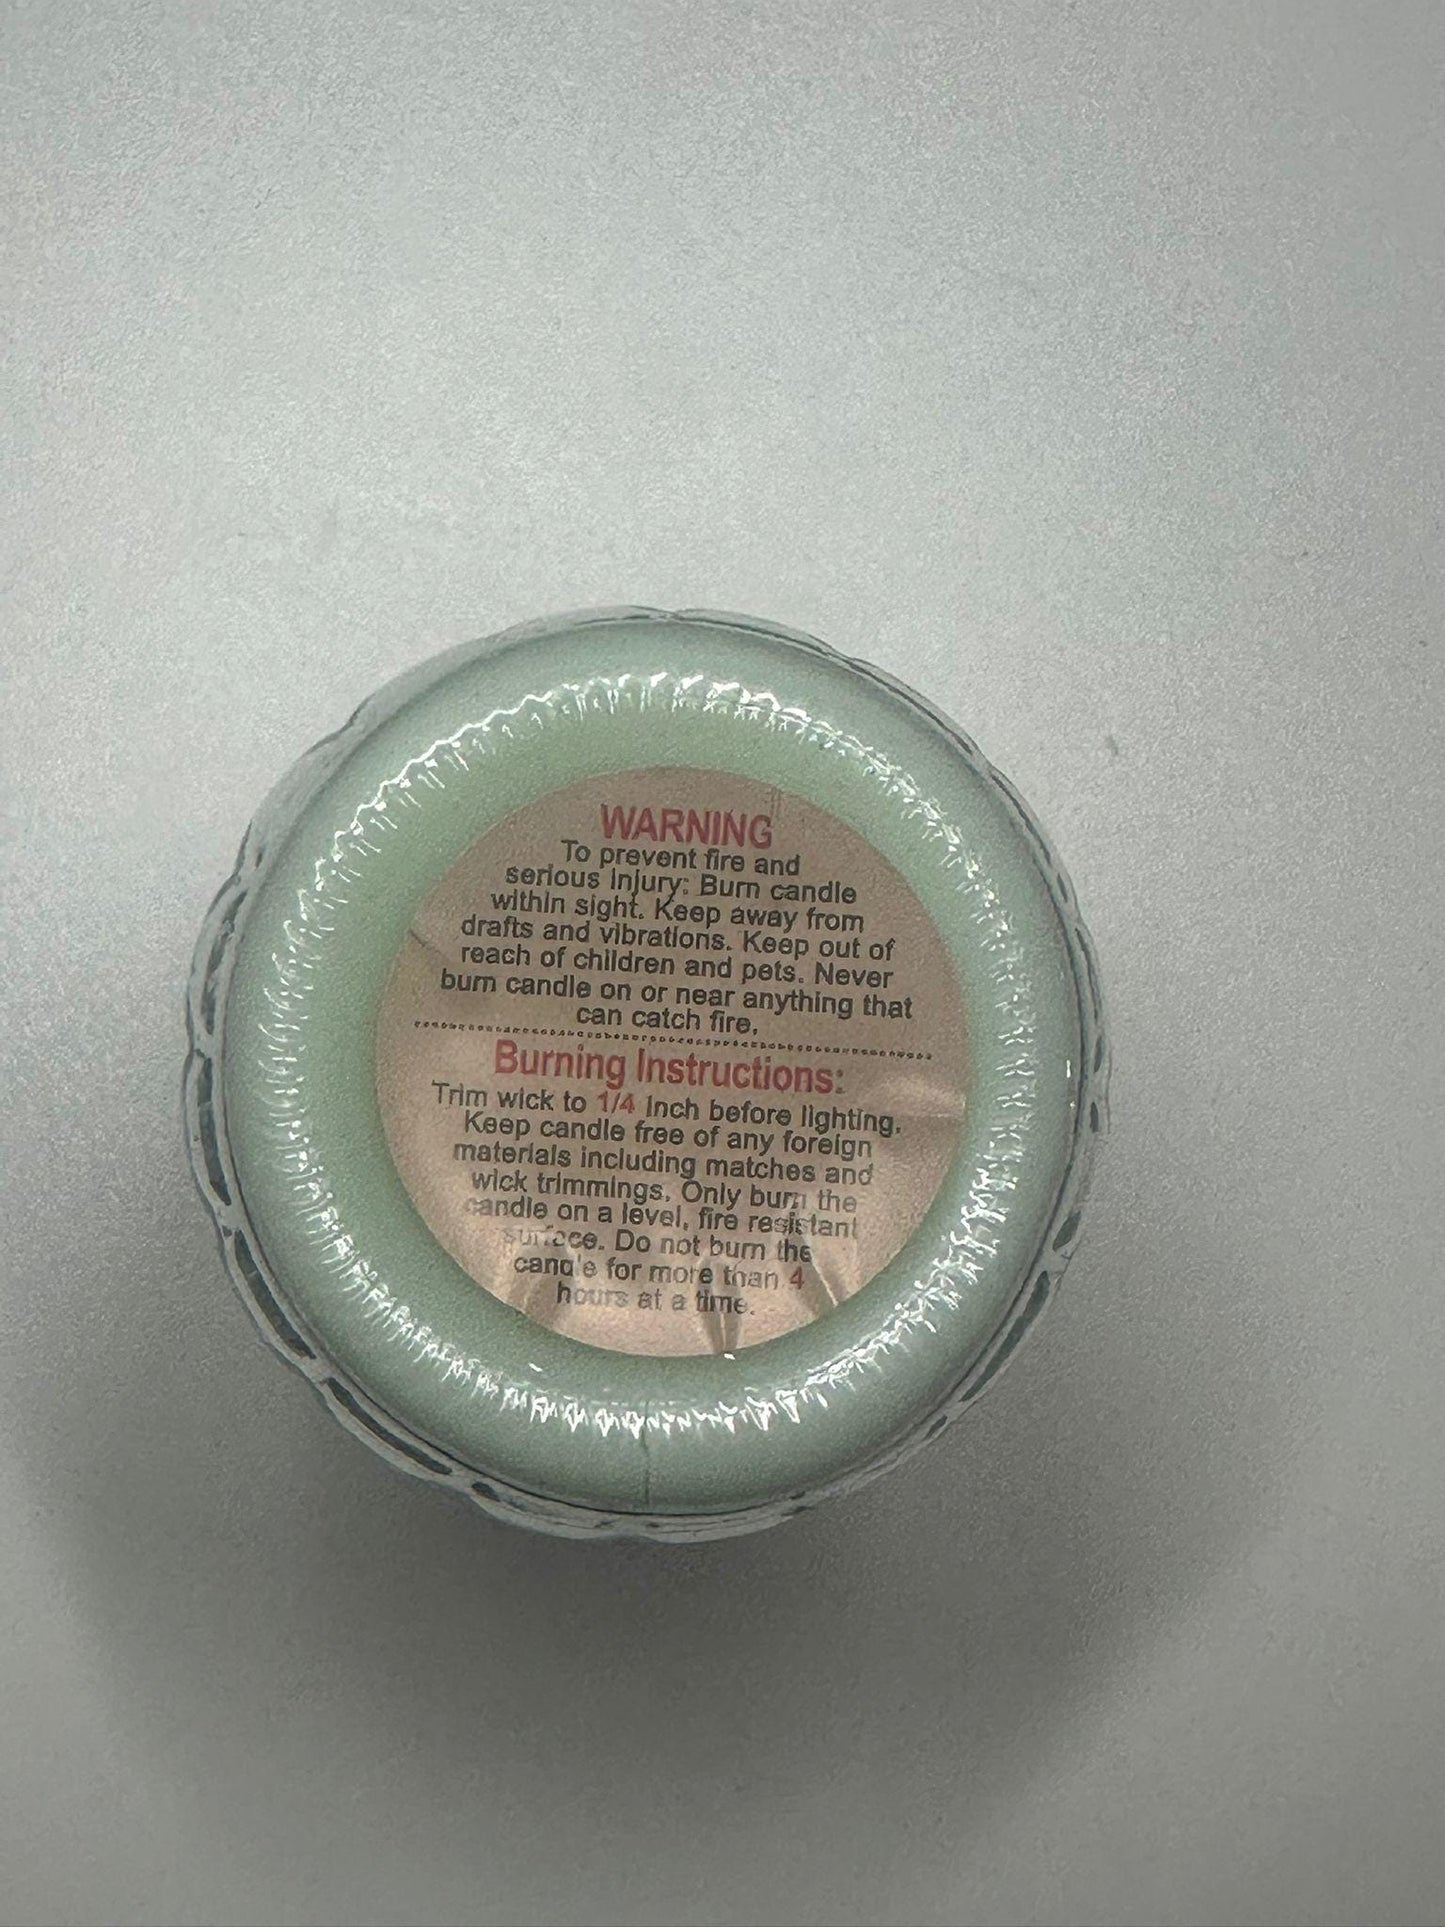 WARNING
To prevent fire and
serious injury: Burn candle
within sight. Keep away from
drafts and vibrations. Keep out of
reach of children and pets. Never
burn candle on or near anything that
can catch fire.
Burning Instructions:
Trim wick to 1/4 inch before lighting.
Keep candle free of any foreign
materials including matches and
wick trimmings. Only burn the
candle on a level, fire resistant
surface. Do not burn the
candle for more than 4
hours at a time.